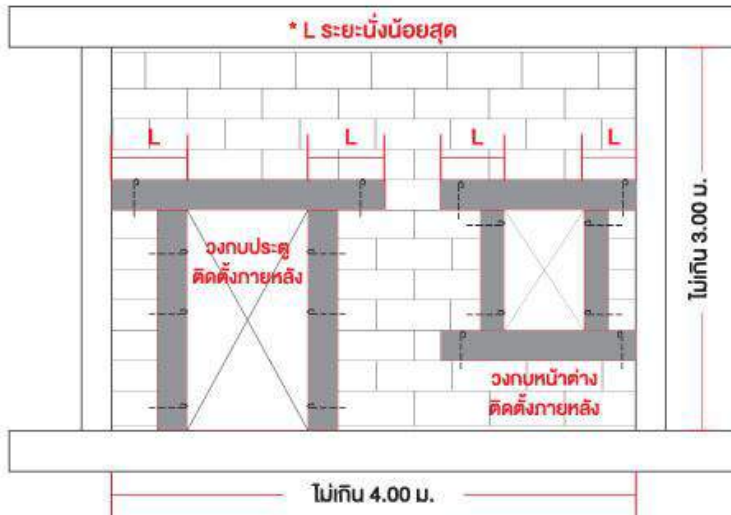 * L ระยะนั่งน้อยสุด
L
L
L
L
วงกบประตู
ติดตั้งภายหลัง
ไม่เกิน 3.00 ม.
วงกบหน้าต่าง
ติดตั้งภายหลัง
ไม่เกิน 4.00 ม.